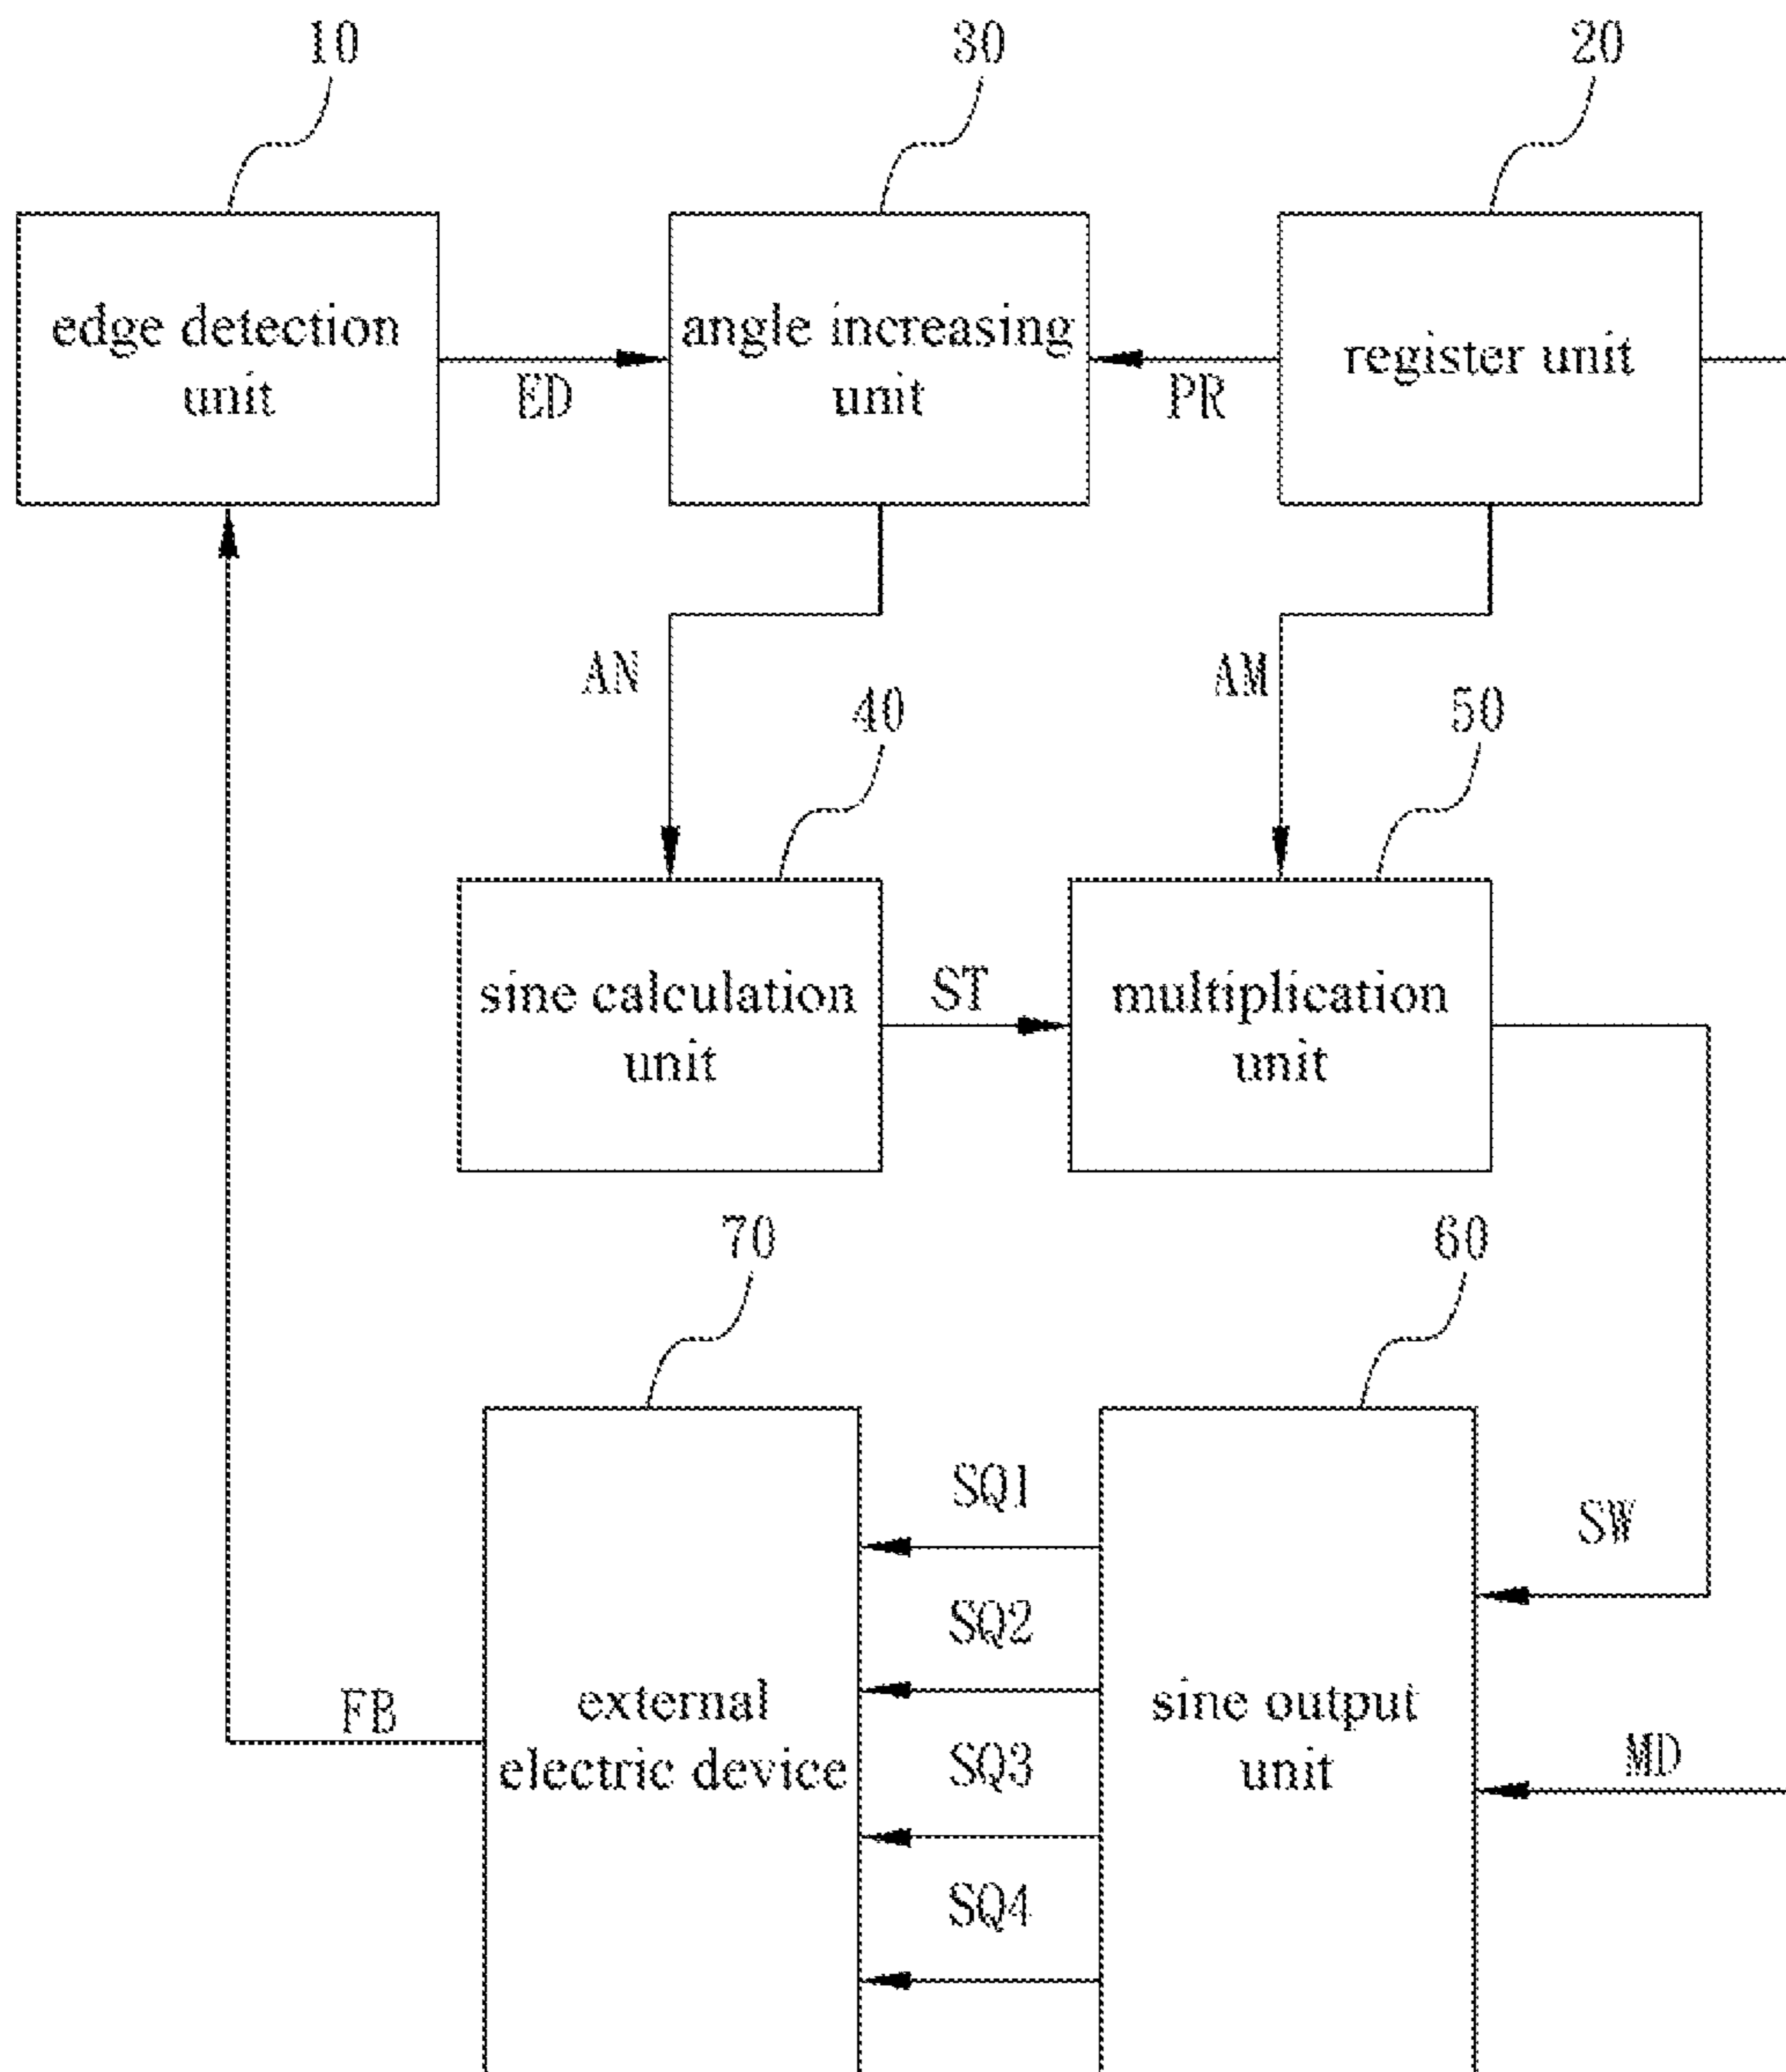 10
30
20
edge detection
unit
ED
angle increasing
unit
PR
register unit
AN
AM
40
50
sine calculation
unit
ST
multiplication
unit
70
60
SQ1
SW
SQ2
FB
external
electric device
SQ3
sine output
unit
MD
SQ4